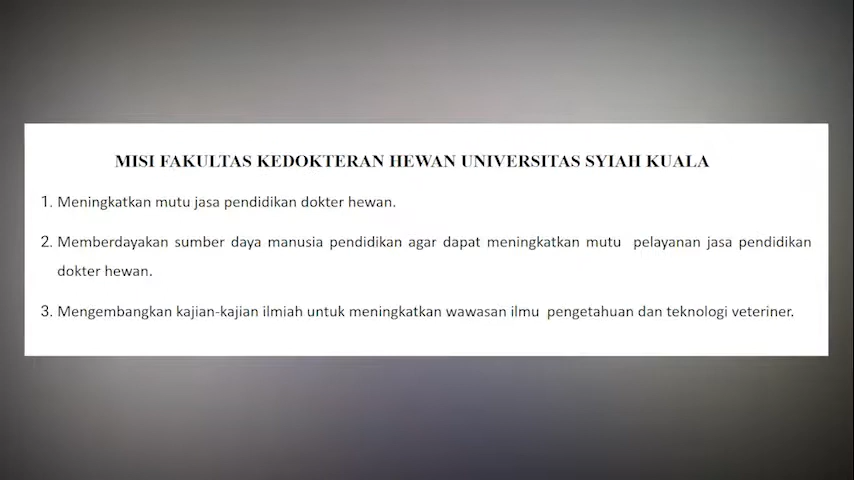 MISI FAKULTAS KEDOKTERAN HEWAN UNIVERSITAS SYIAH KUALA
1. Meningkatkan mutu jasa pendidikan dokter hewan.
2. Memberdayakan sumber daya manusia pendidikan agar dapat meningkatkan mutu pelayanan jasa pendidikan
dokter hewan.
3. Mengembangkan kajian-kajian ilmiah untuk meningkatkan wawasan ilmu pengetahuan dan teknologi veteriner.